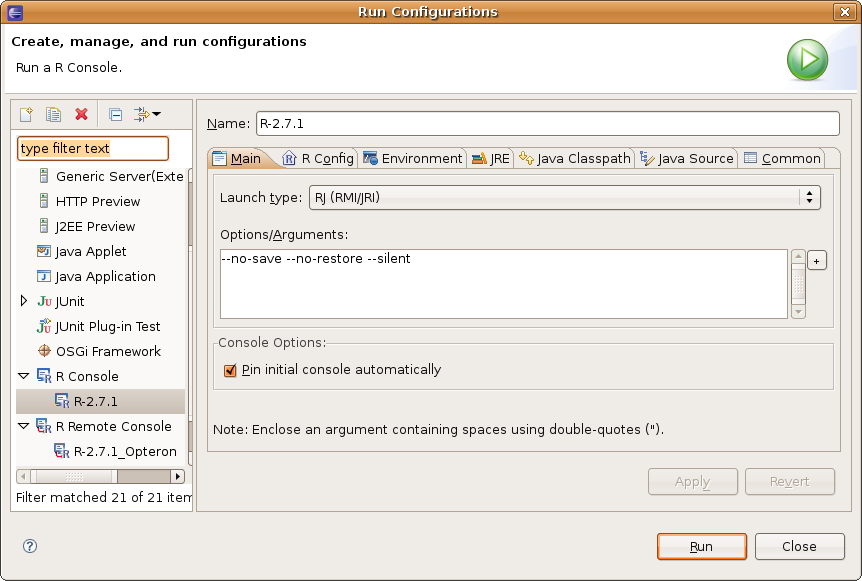 Run Configurations
Create, manage, and run configurations
Run a R Console.
type filter text
Generic Server(Exte
HTTP Preview
J2EE Preview
Java Applet
Java Application
JUnit
JUnit Plug-in Test
OSGi Framework
R Console
R-2.7.1
R Remote Console
R-2.7.1_Opteron
Filter matched 21 of 21 item
Name: R-2.7.1
Main R Config Environment JRE Java Classpath Java Source Common
Launch type: RJ (RMI/JRI)
Options/Arguments:
--no-save --no-restore --silent
+
Console Options:
Pin initial console automatically
Note: Enclose an argument containing spaces using double-quotes (").
Apply Revert
? Run Close